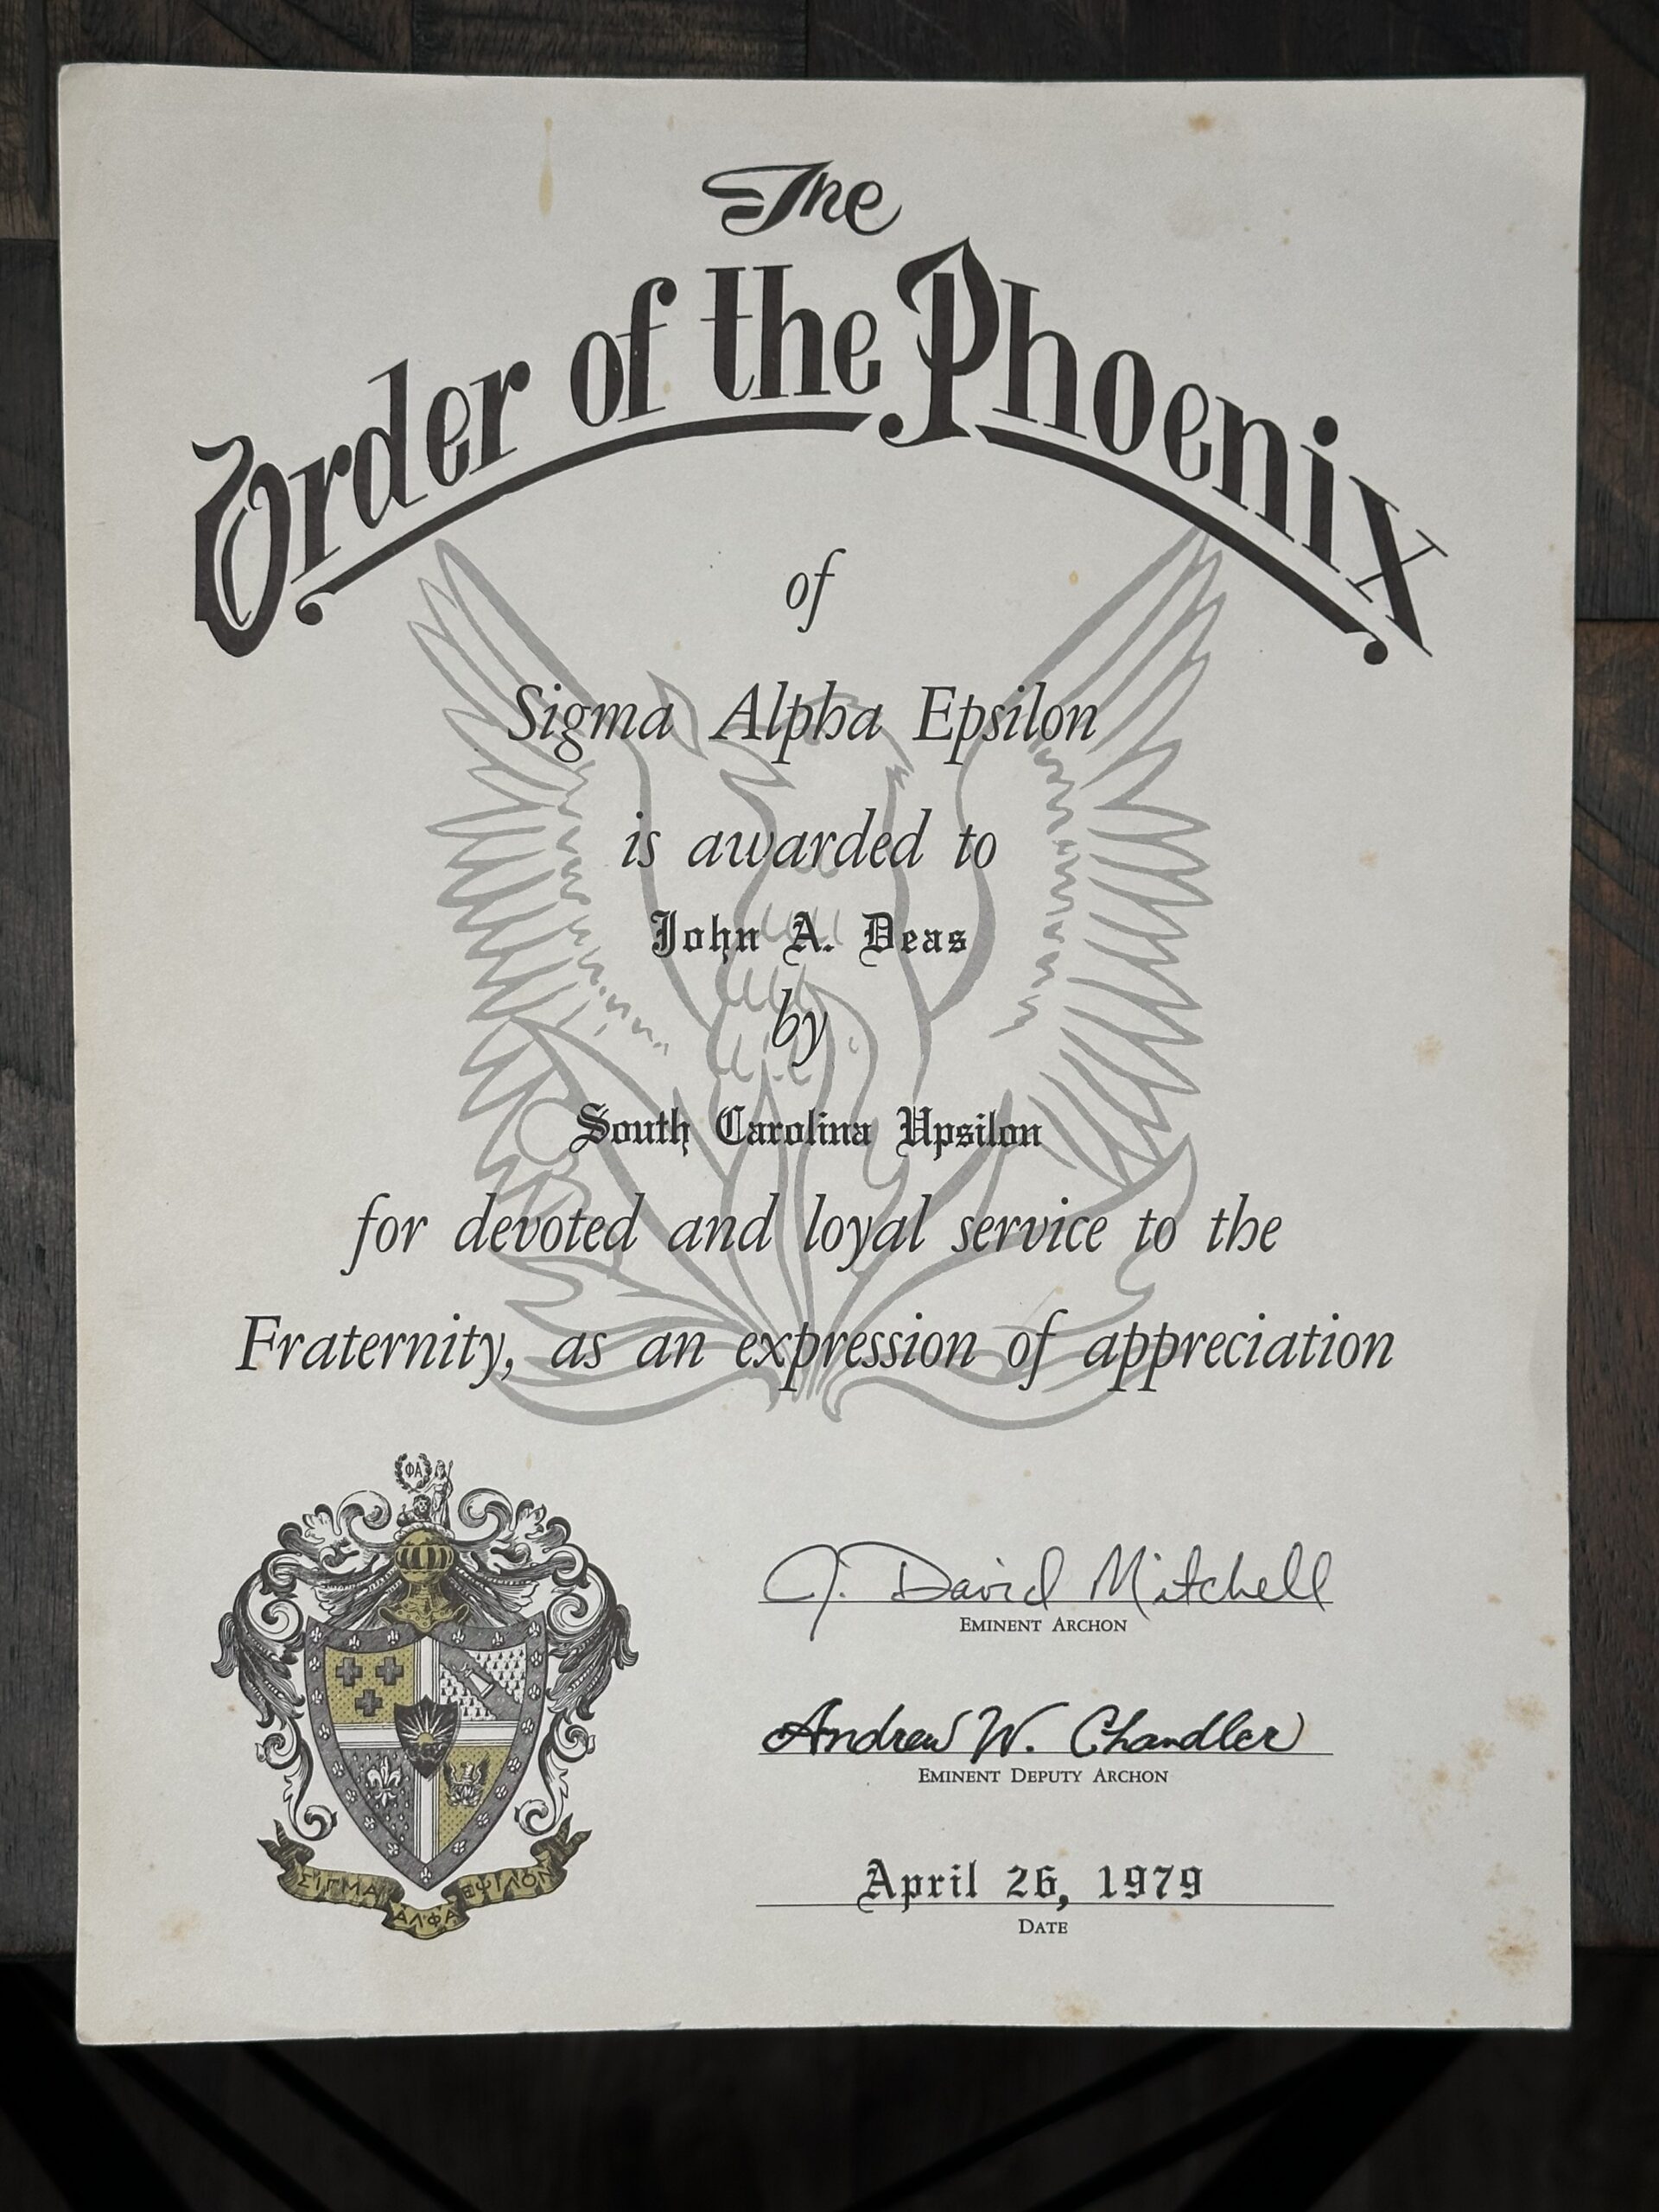 The
Order of the Phoenix
of
Sigma Alpha Epsilon
is awarded to
John A. Deas
by
South Carolina Upsilon
for devoted and loyal service to the
Fraternity, as an expression of appreciation
ΦΑ
J. David Mitchell
EMINENT ARCHON
Andrew W. Chandler
EMINENT DEPUTY ARCHON
ΣΙΓΜΑ ΕΨΙΛΟΝ
ΑΛΦΑ
April 26, 1979
DATE